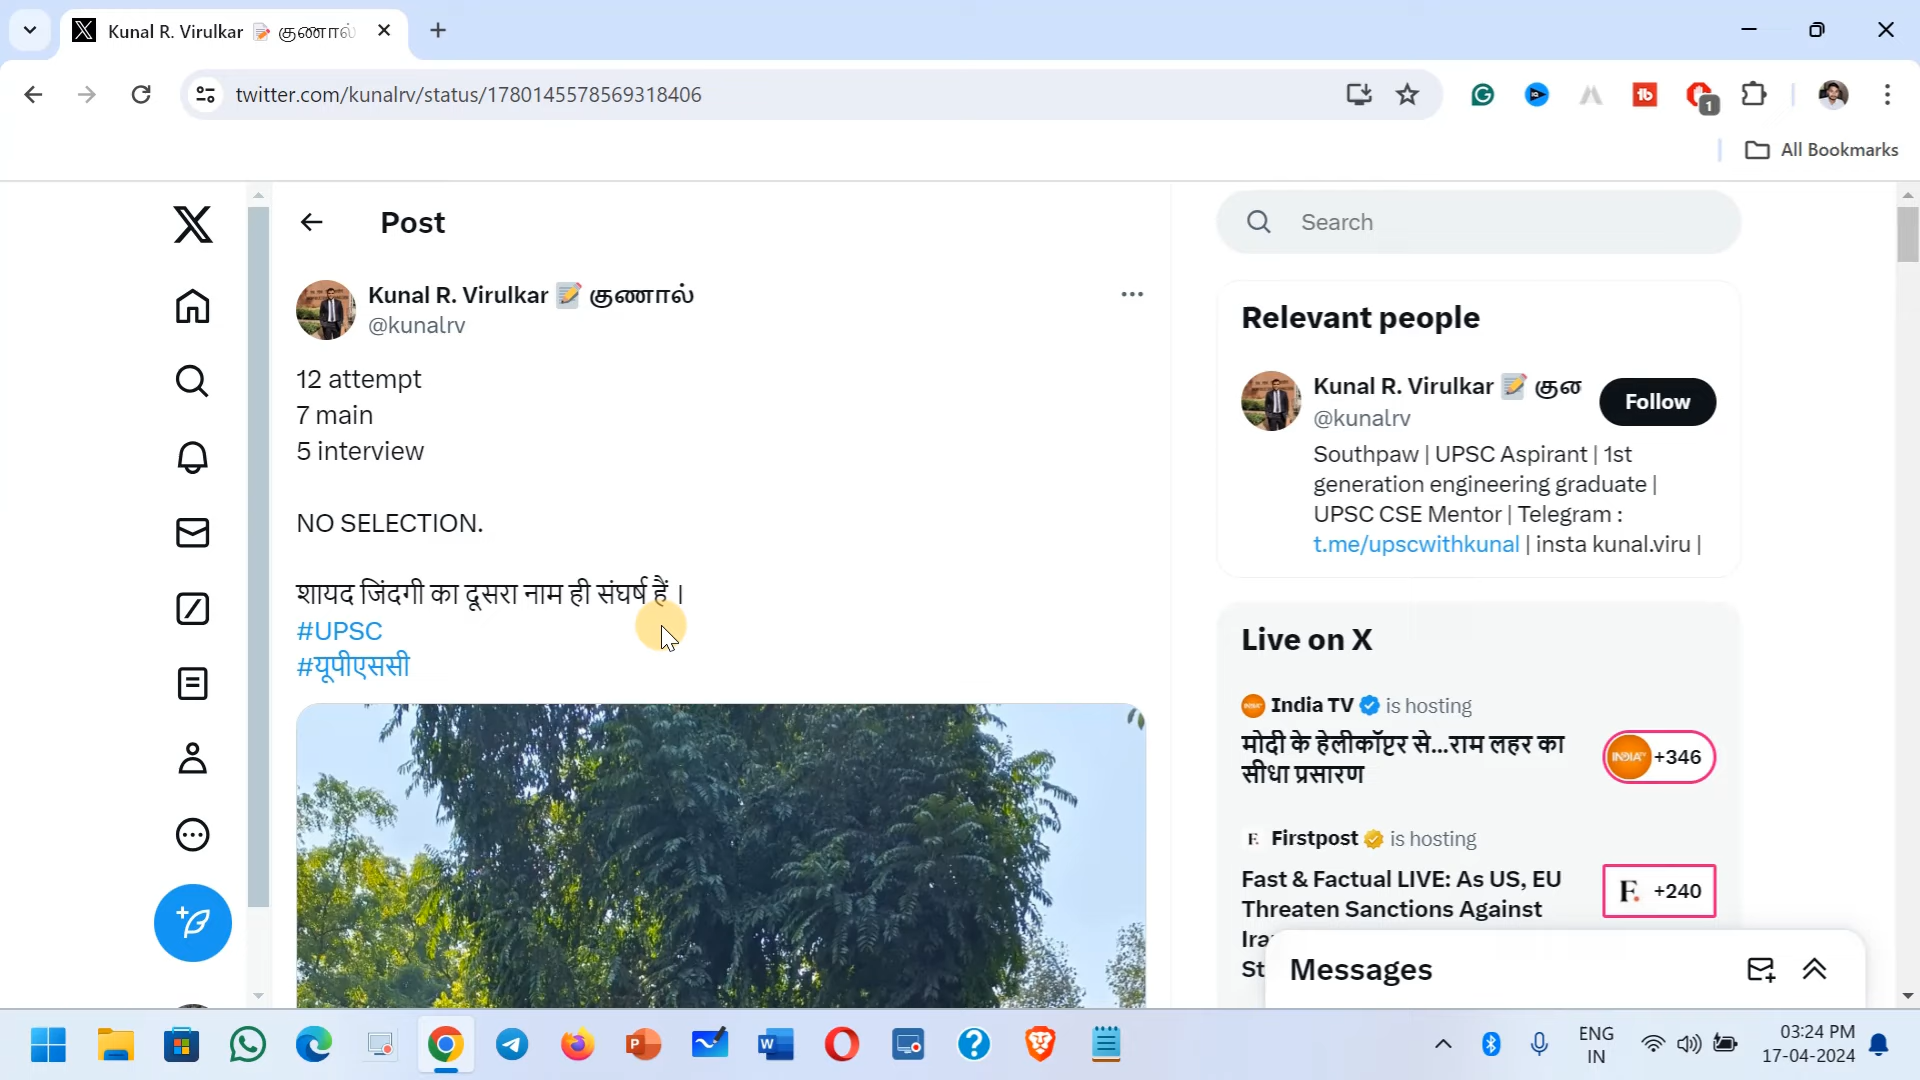 Kunal R. Virulkar 📝 குணால்
twitter.com/kunalrv/status/1780145578569318406
1
All Bookmarks
Post
Kunal R. Virulkar 📝 குணால்
@kunalrv
12 attempt
7 main
5 interview
NO SELECTION.
शायद जिंदगी का दूसरा नाम ही संघर्ष हैं ।
#UPSC
#यूपीएससी
Search
Relevant people
Kunal R. Virulkar 📝 குண
@kunalrv
Follow
Southpaw | UPSC Aspirant | 1st
generation engineering graduate |
UPSC CSE Mentor | Telegram :
t.me/upscwithkunal | insta kunal.viru |
Live on X
India TV is hosting
मोदी के हेलीकॉप्टर से...राम लहर का
सीधा प्रसारण
INDIA +346
Firstpost is hosting
Fast & Factual LIVE: As US, EU
Threaten Sanctions Against
Ira
St
F. +240
Messages
ENG
IN
03:24 PM
17-04-2024